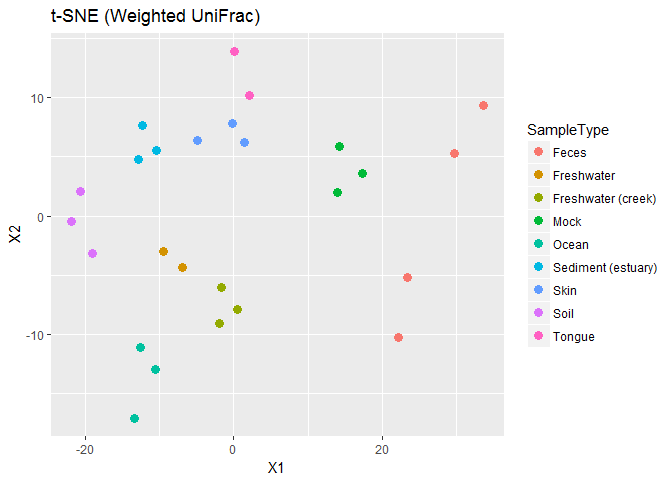 t-SNE (Weighted UniFrac)
10
0
-10
X2
-20
0
20
X1
SampleType
Feces
Freshwater
Freshwater (creek)
Mock
Ocean
Sediment (estuary)
Skin
Soil
Tongue